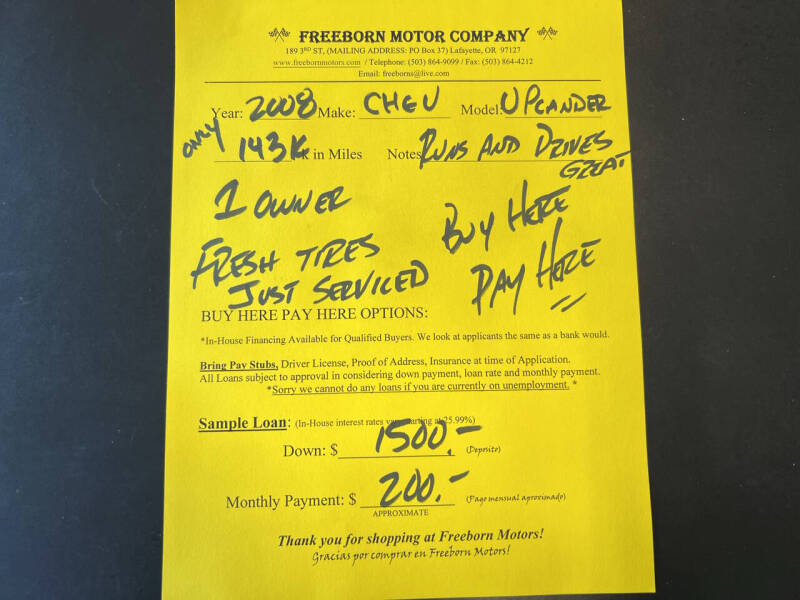 FREEBORN MOTOR COMPANY
189 3RD ST, (MAILING ADDRESS: PO Box 37) Lafayette, OR 97127
www.freebornmotors.com / Telephone: (503) 864-9099 / Fax: (503) 864-4212
Email: freeborns@live.com
Year: 2008 Make: CHEV Model: UPLANDER
ONLY 143K k in Miles Notes RUNS AND DRIVES
GREAT
1 OWNER
BUY HERE
PAY HERE
FRESH TIRES
JUST SERVICED
BUY HERE PAY HERE OPTIONS:
*In-House Financing Available for Qualified Buyers. We look at applicants the same as a bank would.
Bring Pay Stubs, Driver License, Proof of Address, Insurance at time of Application.
All Loans subject to approval in considering down payment, loan rate and monthly payment.
*Sorry we cannot do any loans if you are currently on unemployment. *
Sample Loan: (In-House interest rates vary starting at 25.99%)
Down: $ 1500.- (Deposito)
Monthly Payment: $ 200.- (Pago mensual aproximado)
APPROXIMATE
Thank you for shopping at Freeborn Motors!
Gracias por comprar en Freeborn Motors!